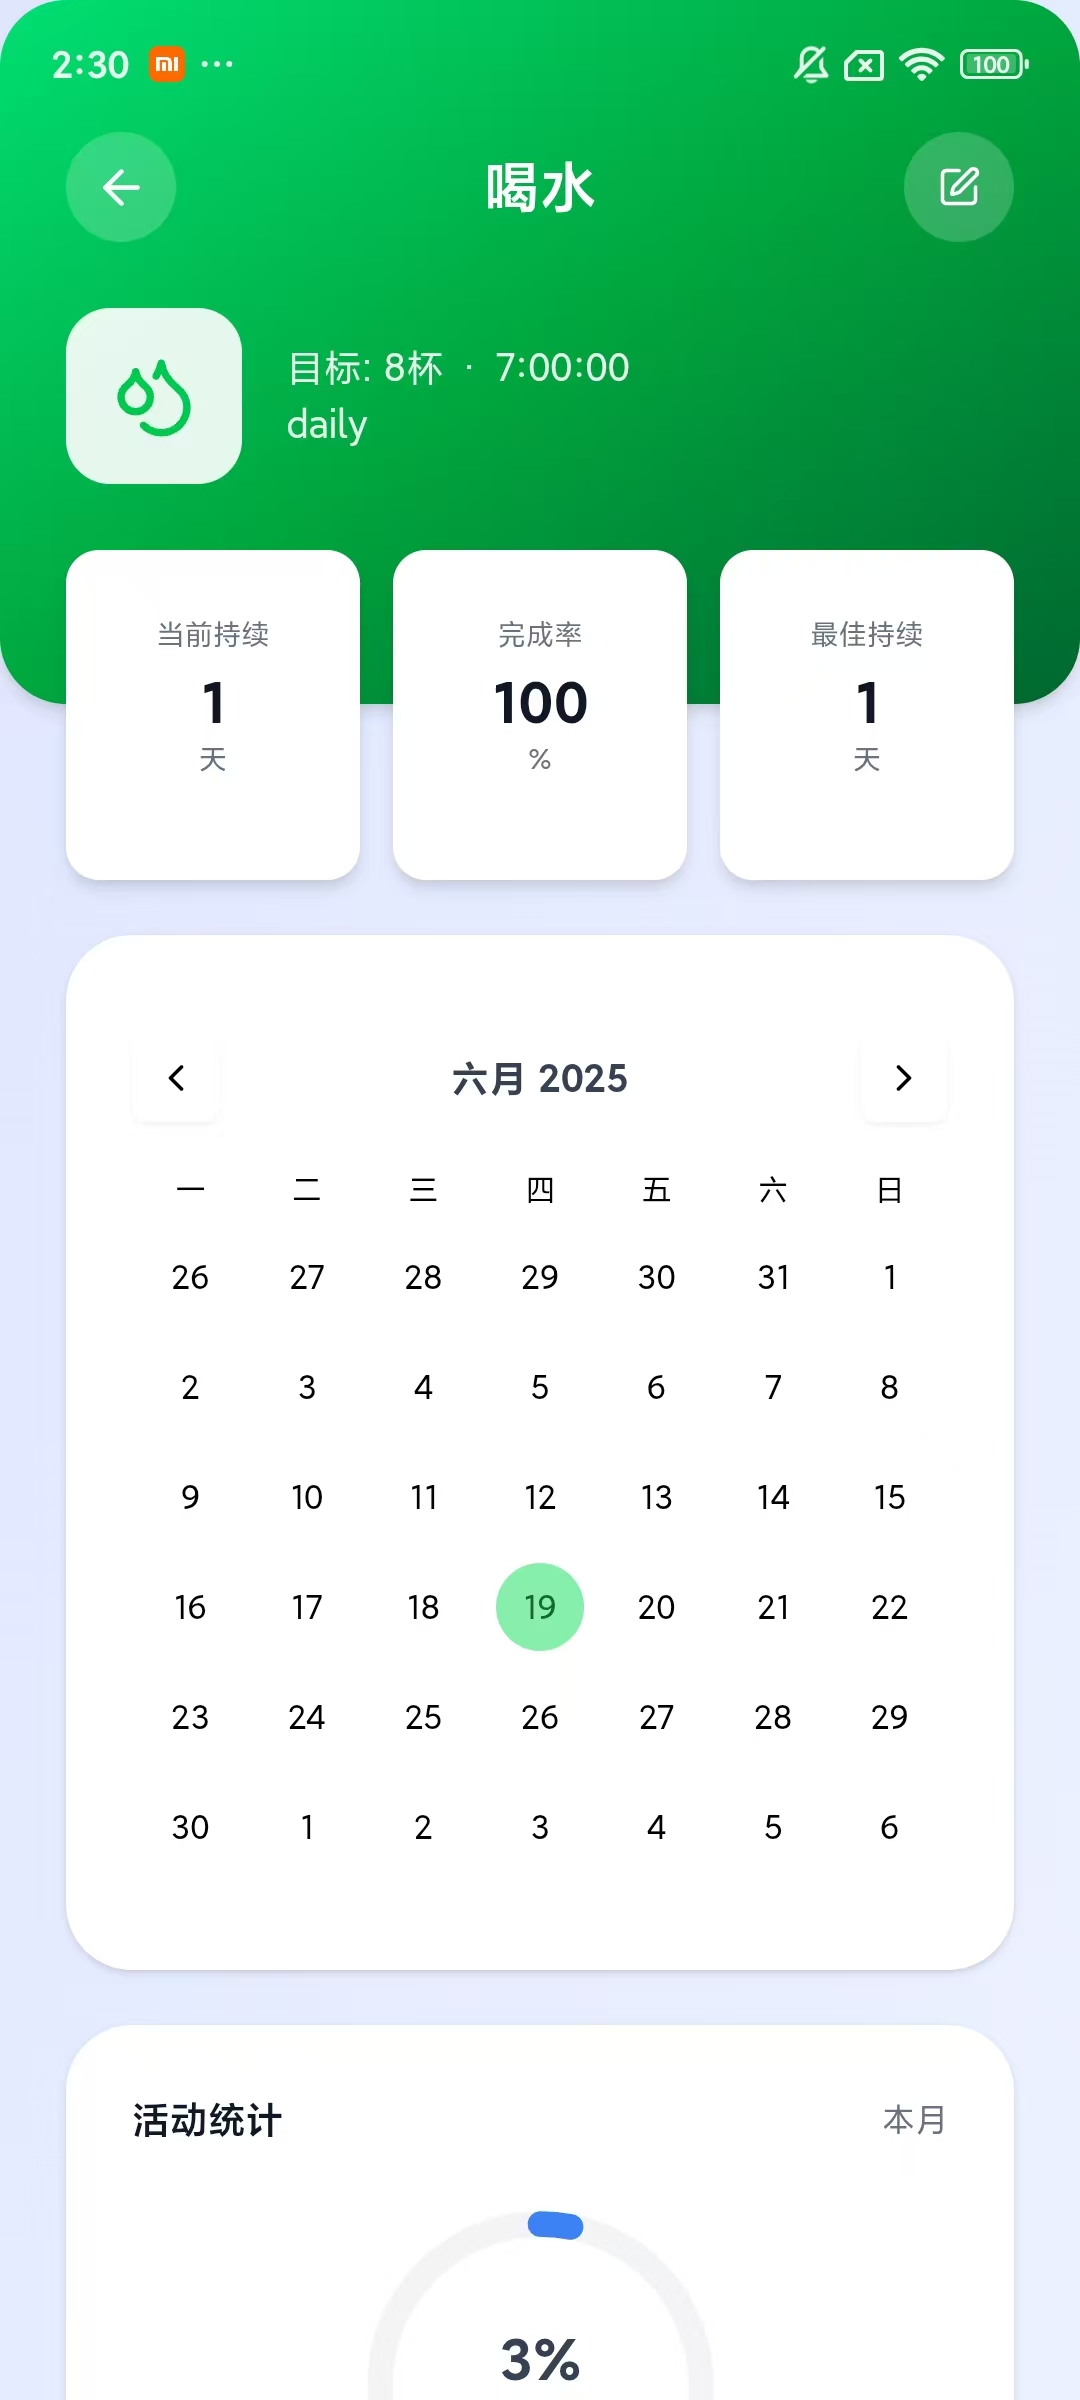 2:30
100
喝水
目标: 8杯 · 7:00:00
daily
当前持续 完成率 最佳持续
1 100 1
天 % 天
六月 2025
一 二 三 四 五 六 日
26 27 28 29 30 31 1
2 3 4 5 6 7 8
9 10 11 12 13 14 15
16 17 18 19 20 21 22
23 24 25 26 27 28 29
30 1 2 3 4 5 6
活动统计 本月
3%